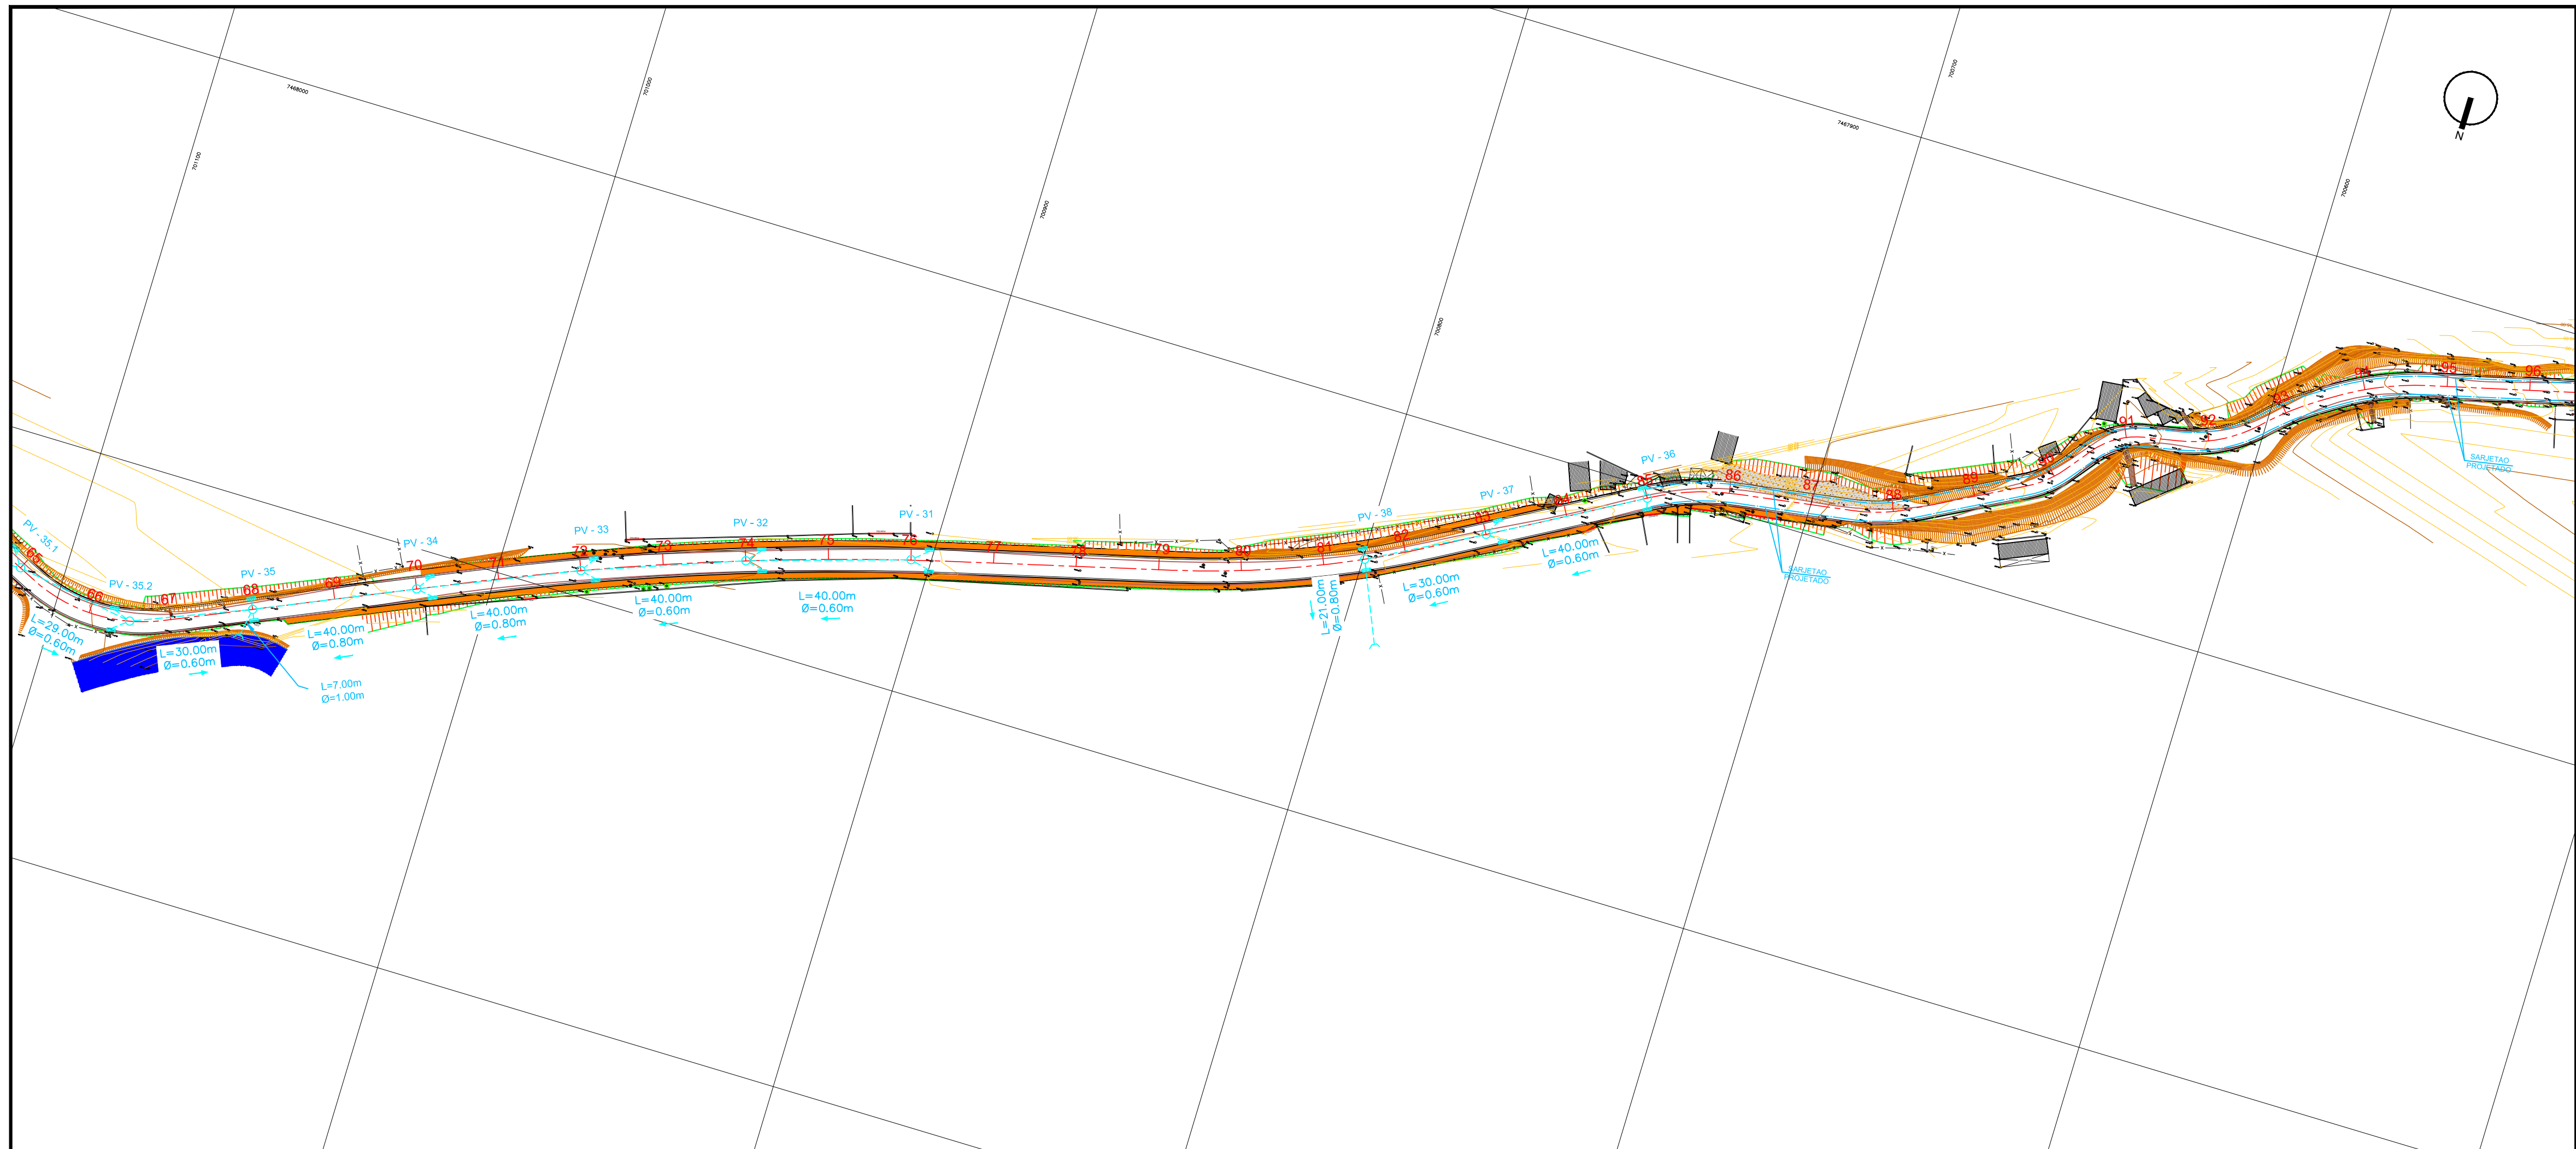 7468000
701100
701000
700900
700800
7467900
700700
700600
N
PV - 35.1
PV - 35.2
PV - 35
PV - 34
PV - 33
PV - 32
PV - 31
PV - 38
PV - 37
PV - 36
65
66
67
68
69
70
71
72
73
74
75
76
77
78
79
80
81
82
83
84
85
86
87
88
89
90
91
92
93
94
95
96
L=29.00m
Ø=0.60m
L=30.00m
Ø=0.60m
L=7.00m
Ø=1.00m
L=40.00m
Ø=0.80m
L=40.00m
Ø=0.80m
L=40.00m
Ø=0.60m
L=40.00m
Ø=0.60m
L=21.00m
Ø=0.80m
L=30.00m
Ø=0.60m
L=40.00m
Ø=0.60m
SARJETAO
PROJETADO
SARJETAO
PROJETADO